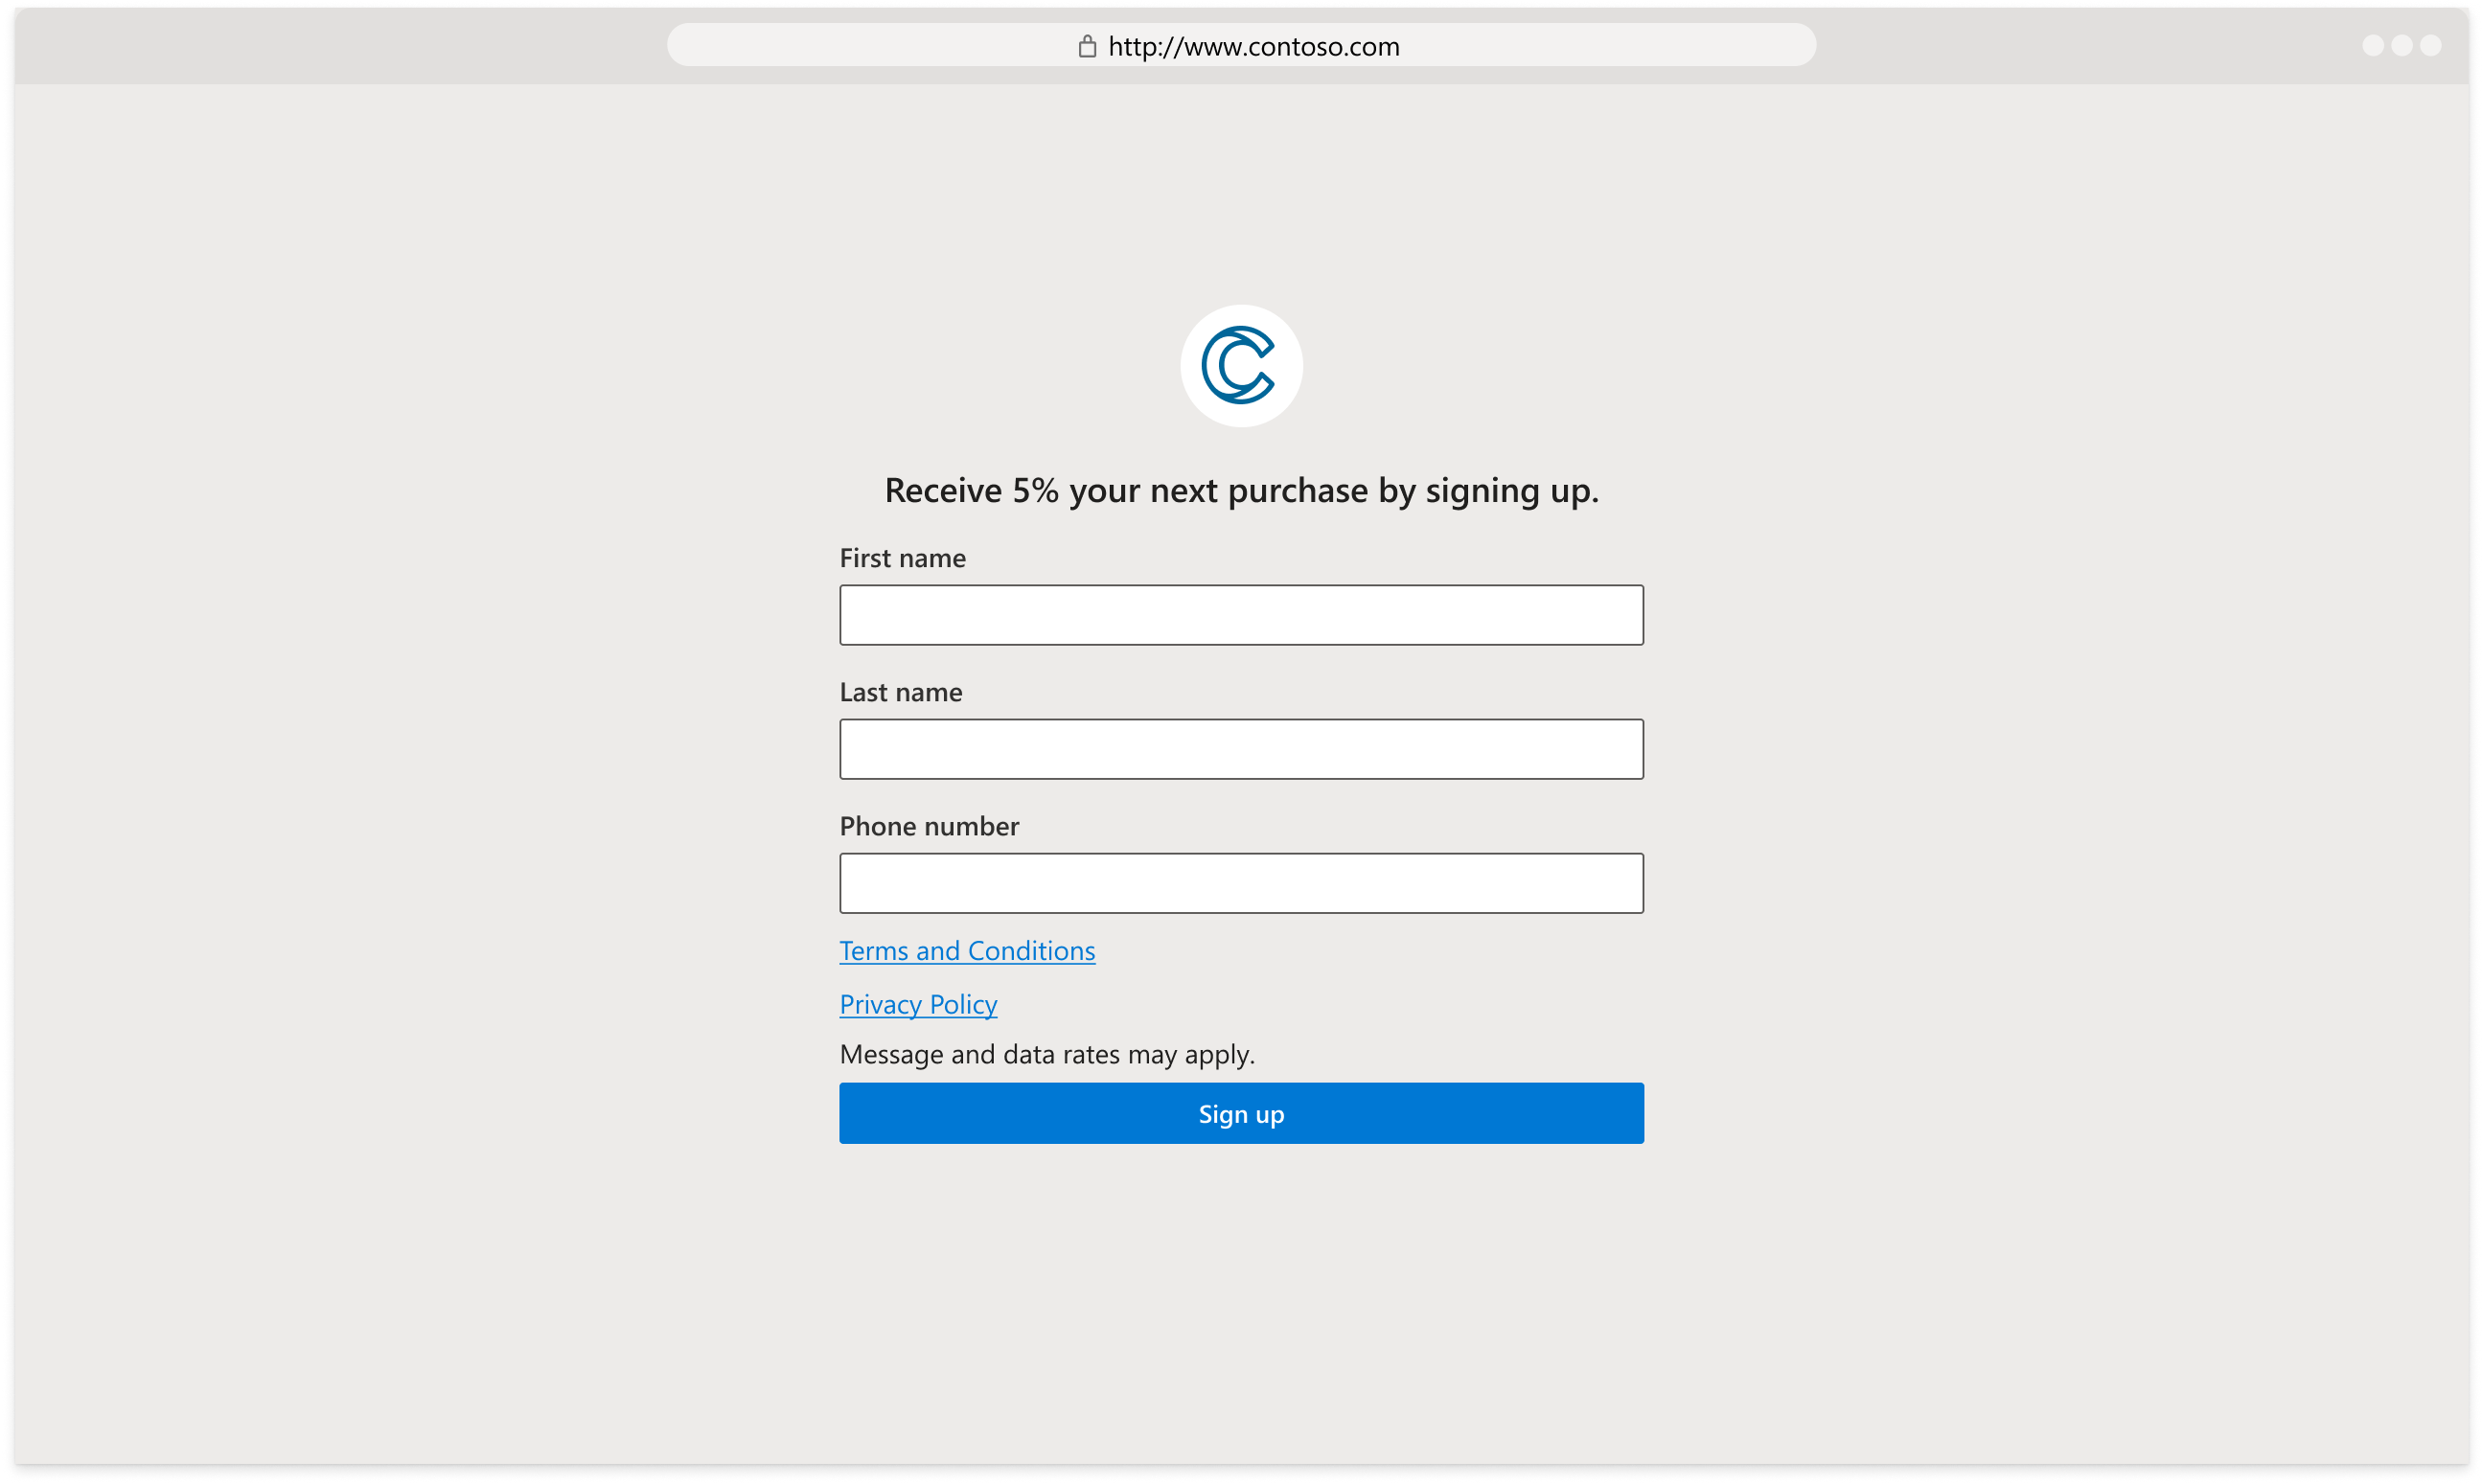 http://www.contoso.com
Receive 5% your next purchase by signing up.
First name
Last name
Phone number
Terms and Conditions
Privacy Policy
Message and data rates may apply.
Sign up